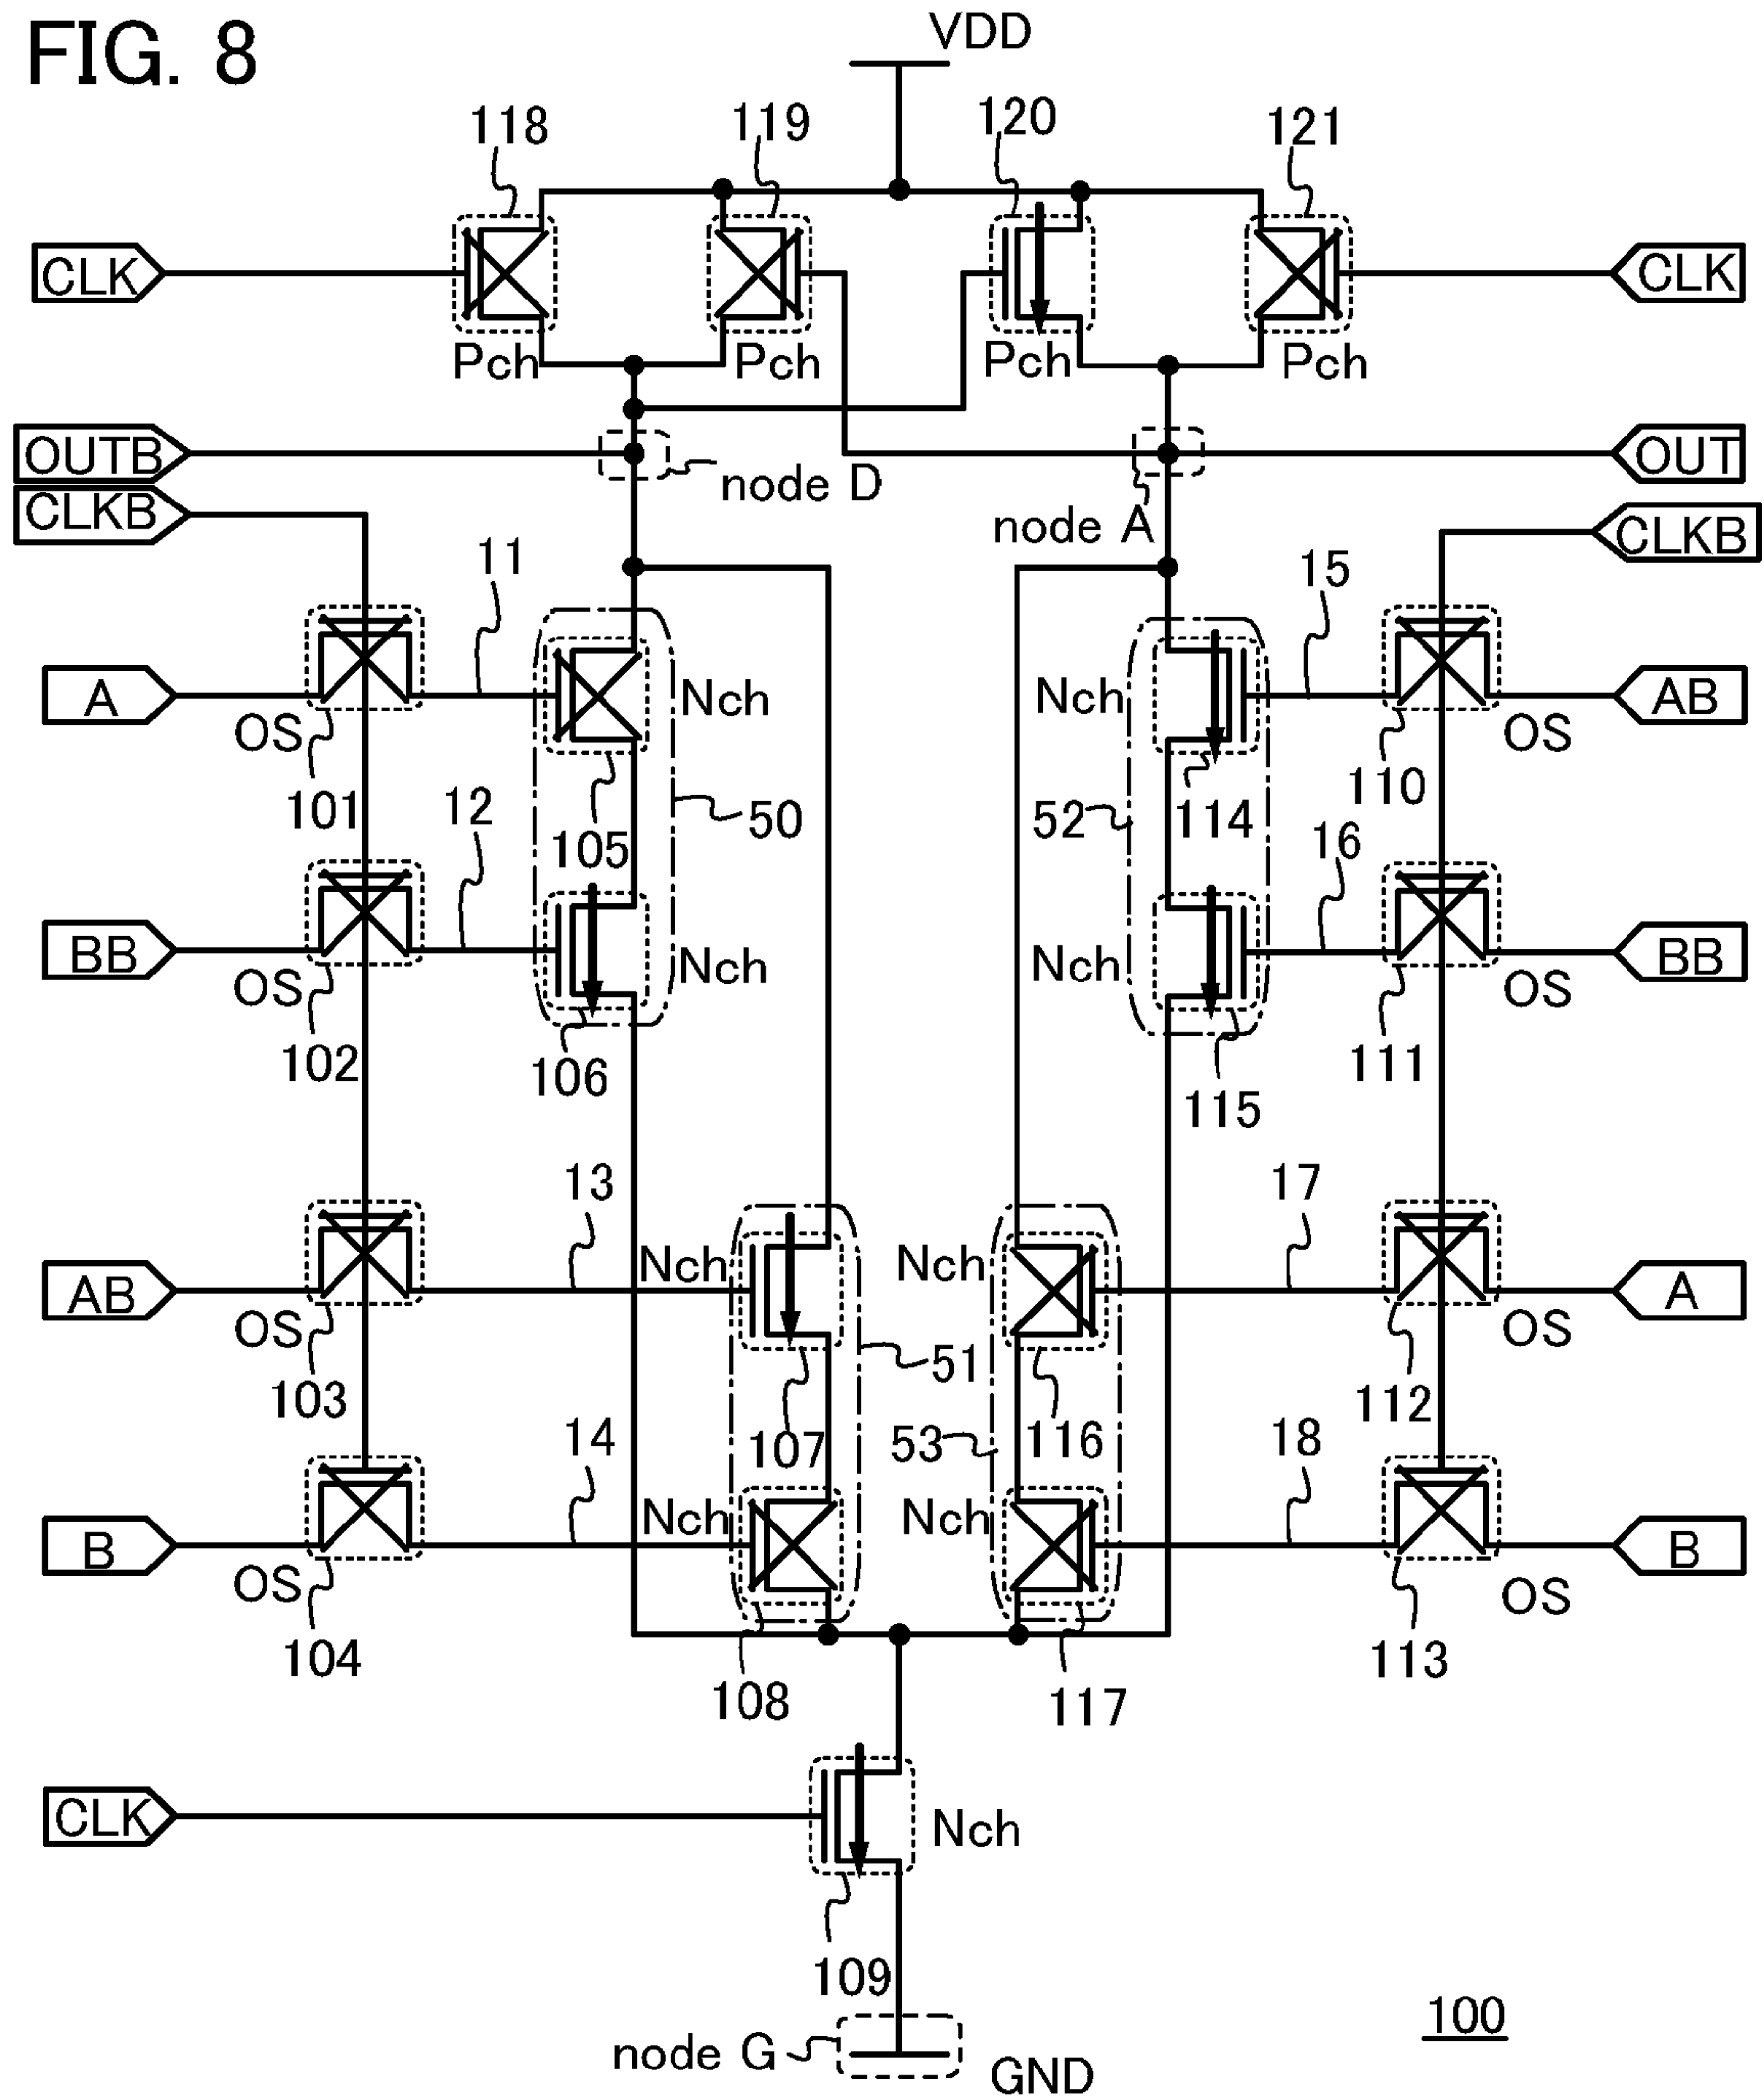 FIG. 8
VDD
118
119
120
121
CLK
CLK
Pch
Pch
Pch
Pch
OUTB
OUT
node D
CLKB
node A
CLKB
11
15
A
Nch
Nch
AB
OS
OS
101
12
105
50
52
114
110
16
BB
Nch
Nch
BB
OS
OS
102
106
115
111
13
17
AB
Nch
Nch
A
OS
OS
103
51
112
14
107
53
116
18
B
Nch
Nch
B
OS
OS
104
108
117
113
CLK
Nch
109
100
node G
GND